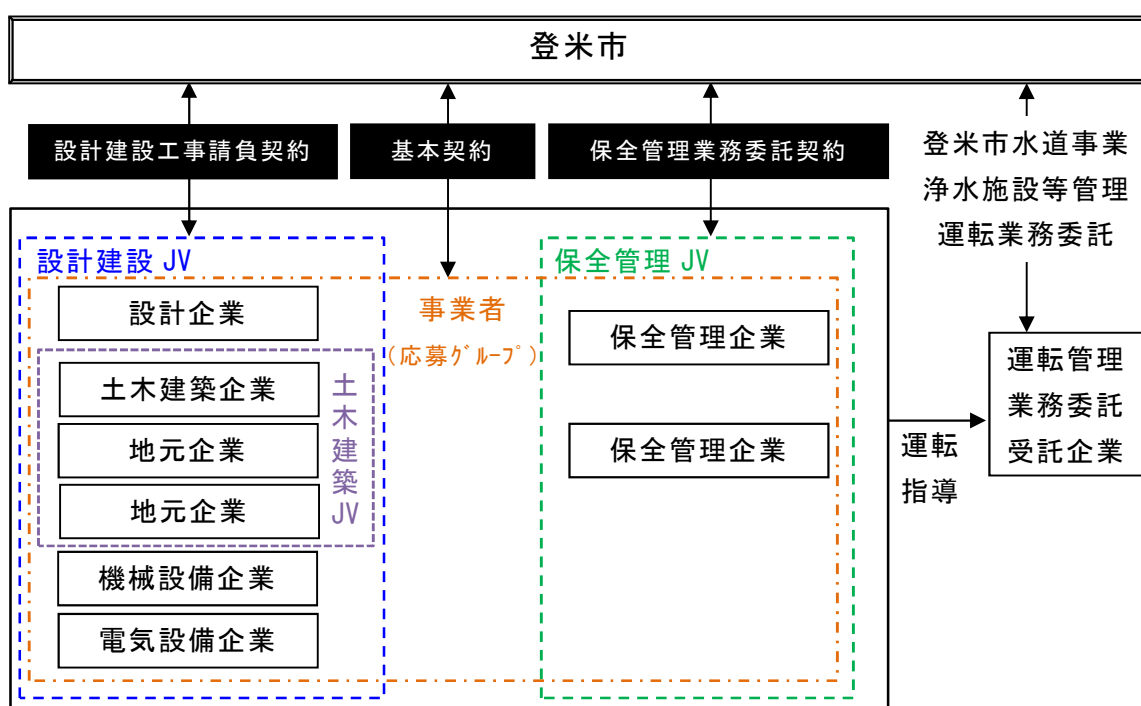 登米市
設計建設工事請負契約
基本契約
保全管理業務委託契約
登米市水道事業
浄水施設等管理
運転業務委託
設計建設 JV
保全管理 JV
事業者
(応募ｸﾞﾙｰﾌﾟ)
設計企業
土木建築企業
地元企業
地元企業
土木建築JV
機械設備企業
電気設備企業
保全管理企業
保全管理企業
運転
指導
運転管理
業務委託
受託企業